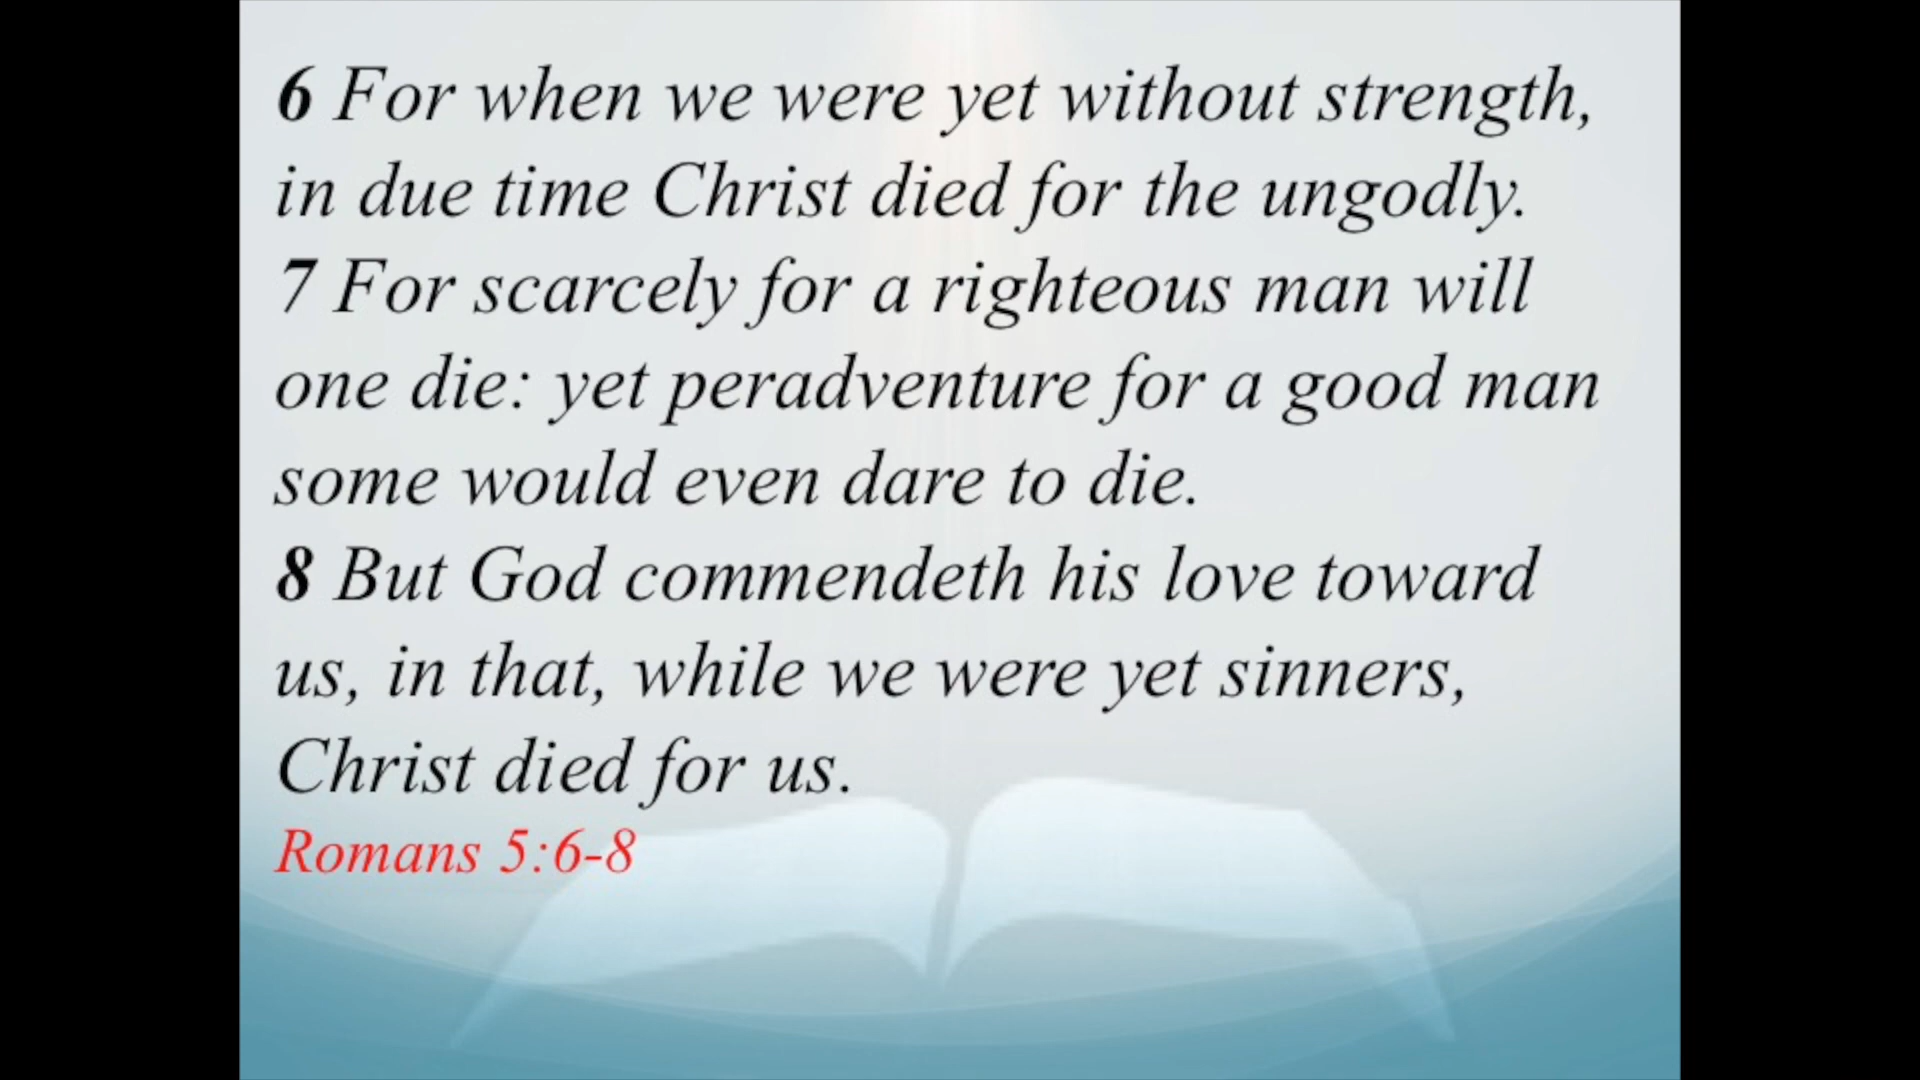 6 For when we were yet without strength,
in due time Christ died for the ungodly.
7 For scarcely for a righteous man will
one die: yet peradventure for a good man
some would even dare to die.
8 But God commendeth his love toward
us, in that, while we were yet sinners,
Christ died for us.
Romans 5:6-8